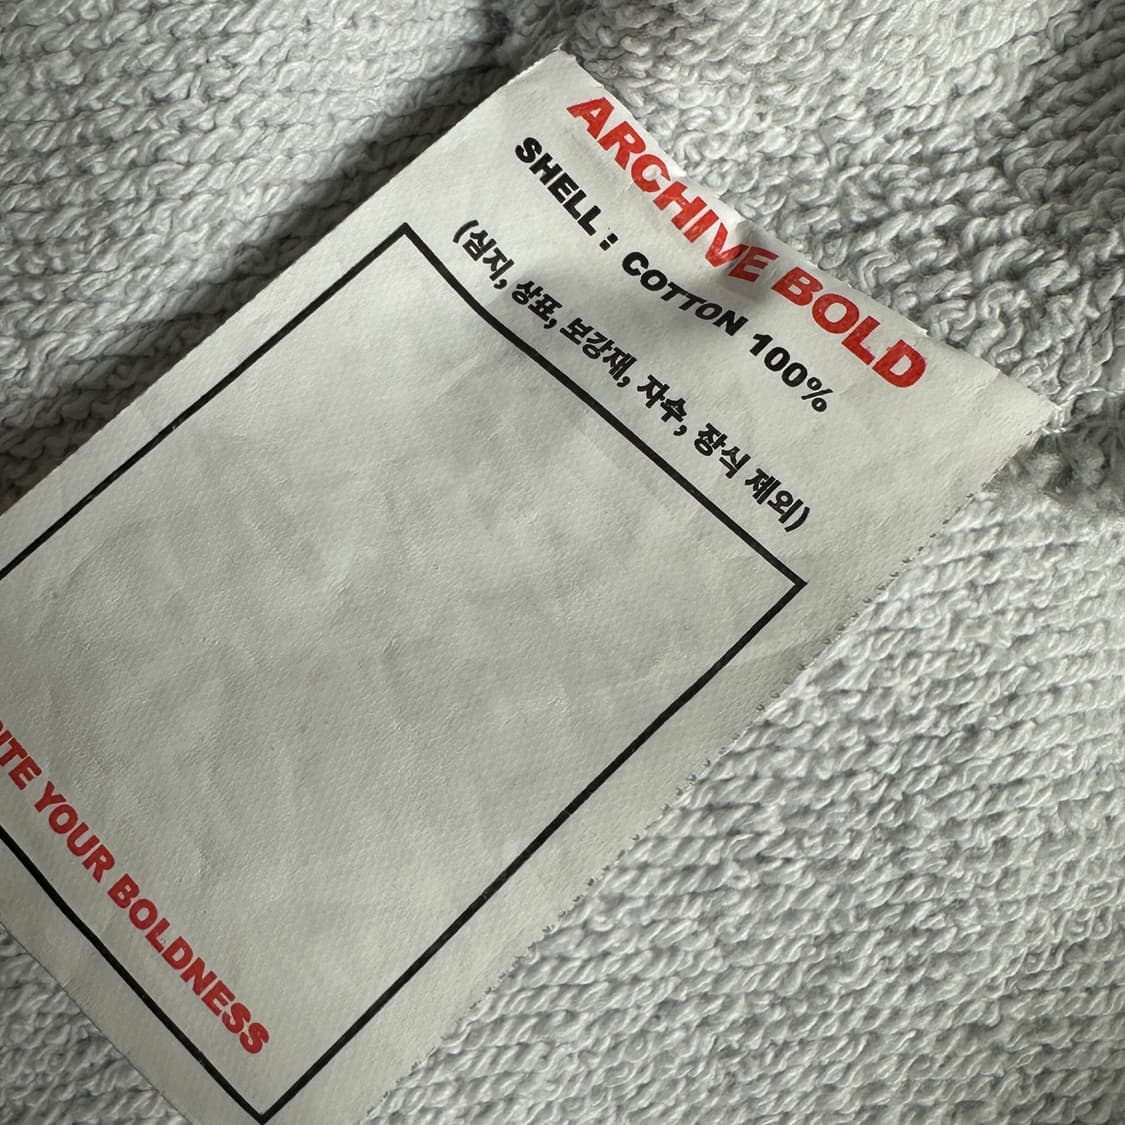 ARCHIVE BOLD
SHELL : COTTON 100%
(심지, 상표, 보강재, 자수, 장식 제외)
YOUR BOLDNESS